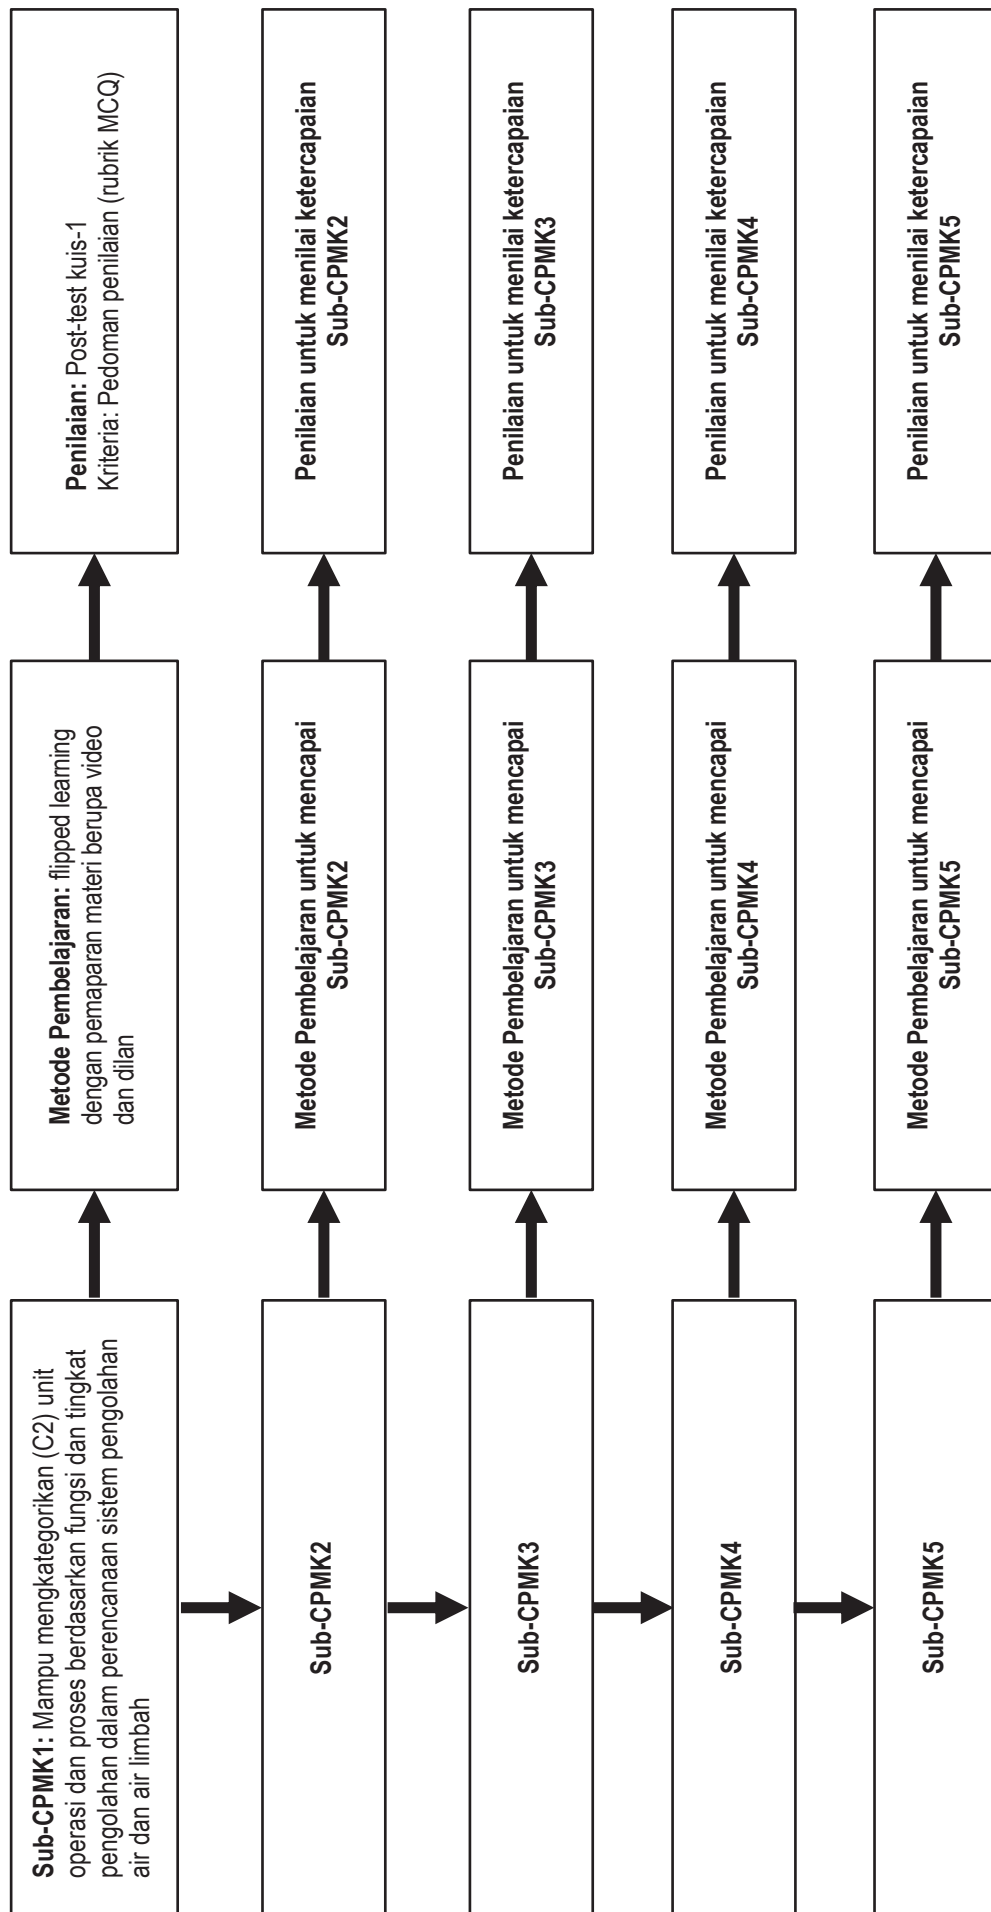 Sub-CPMK1: Mampu mengkategorikan (C2) unit
operasi dan proses berdasarkan fungsi dan tingkat
pengolahan dalam perencanaan sistem pengolahan
air dan air limbah
Metode Pembelajaran: flipped learning
dengan pemaparan materi berupa video
dan dilan
Penilaian: Post-test kuis-1
Kriteria: Pedoman penilaian (rubrik MCQ)
Sub-CPMK2
Metode Pembelajaran untuk mencapai
Sub-CPMK2
Penilaian untuk menilai ketercapaian
Sub-CPMK2
Sub-CPMK3
Metode Pembelajaran untuk mencapai
Sub-CPMK3
Penilaian untuk menilai ketercapaian
Sub-CPMK3
Sub-CPMK4
Metode Pembelajaran untuk mencapai
Sub-CPMK4
Penilaian untuk menilai ketercapaian
Sub-CPMK4
Sub-CPMK5
Metode Pembelajaran untuk mencapai
Sub-CPMK5
Penilaian untuk menilai ketercapaian
Sub-CPMK5